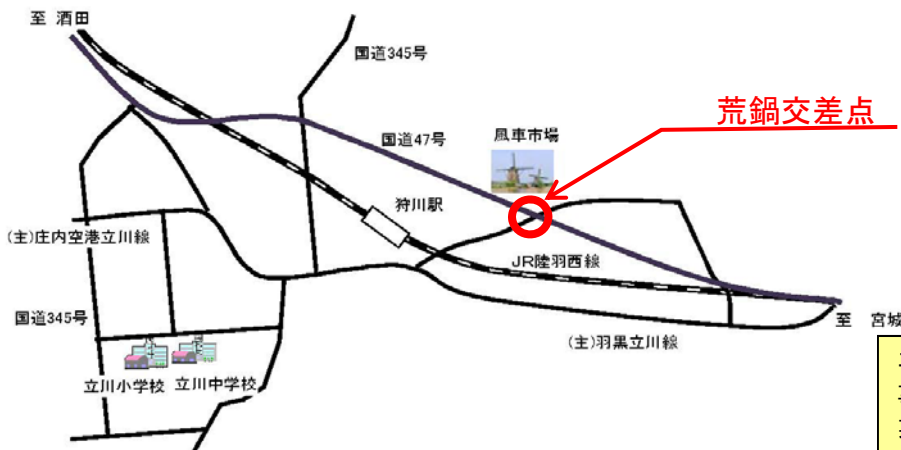 至 酒田
国道345号
荒鍋交差点
国道47号
風車市場
狩川駅
(主)庄内空港立川線
JR陸羽西線
国道345号
至 宮城
(主)羽黒立川線
立川小学校
立川中学校